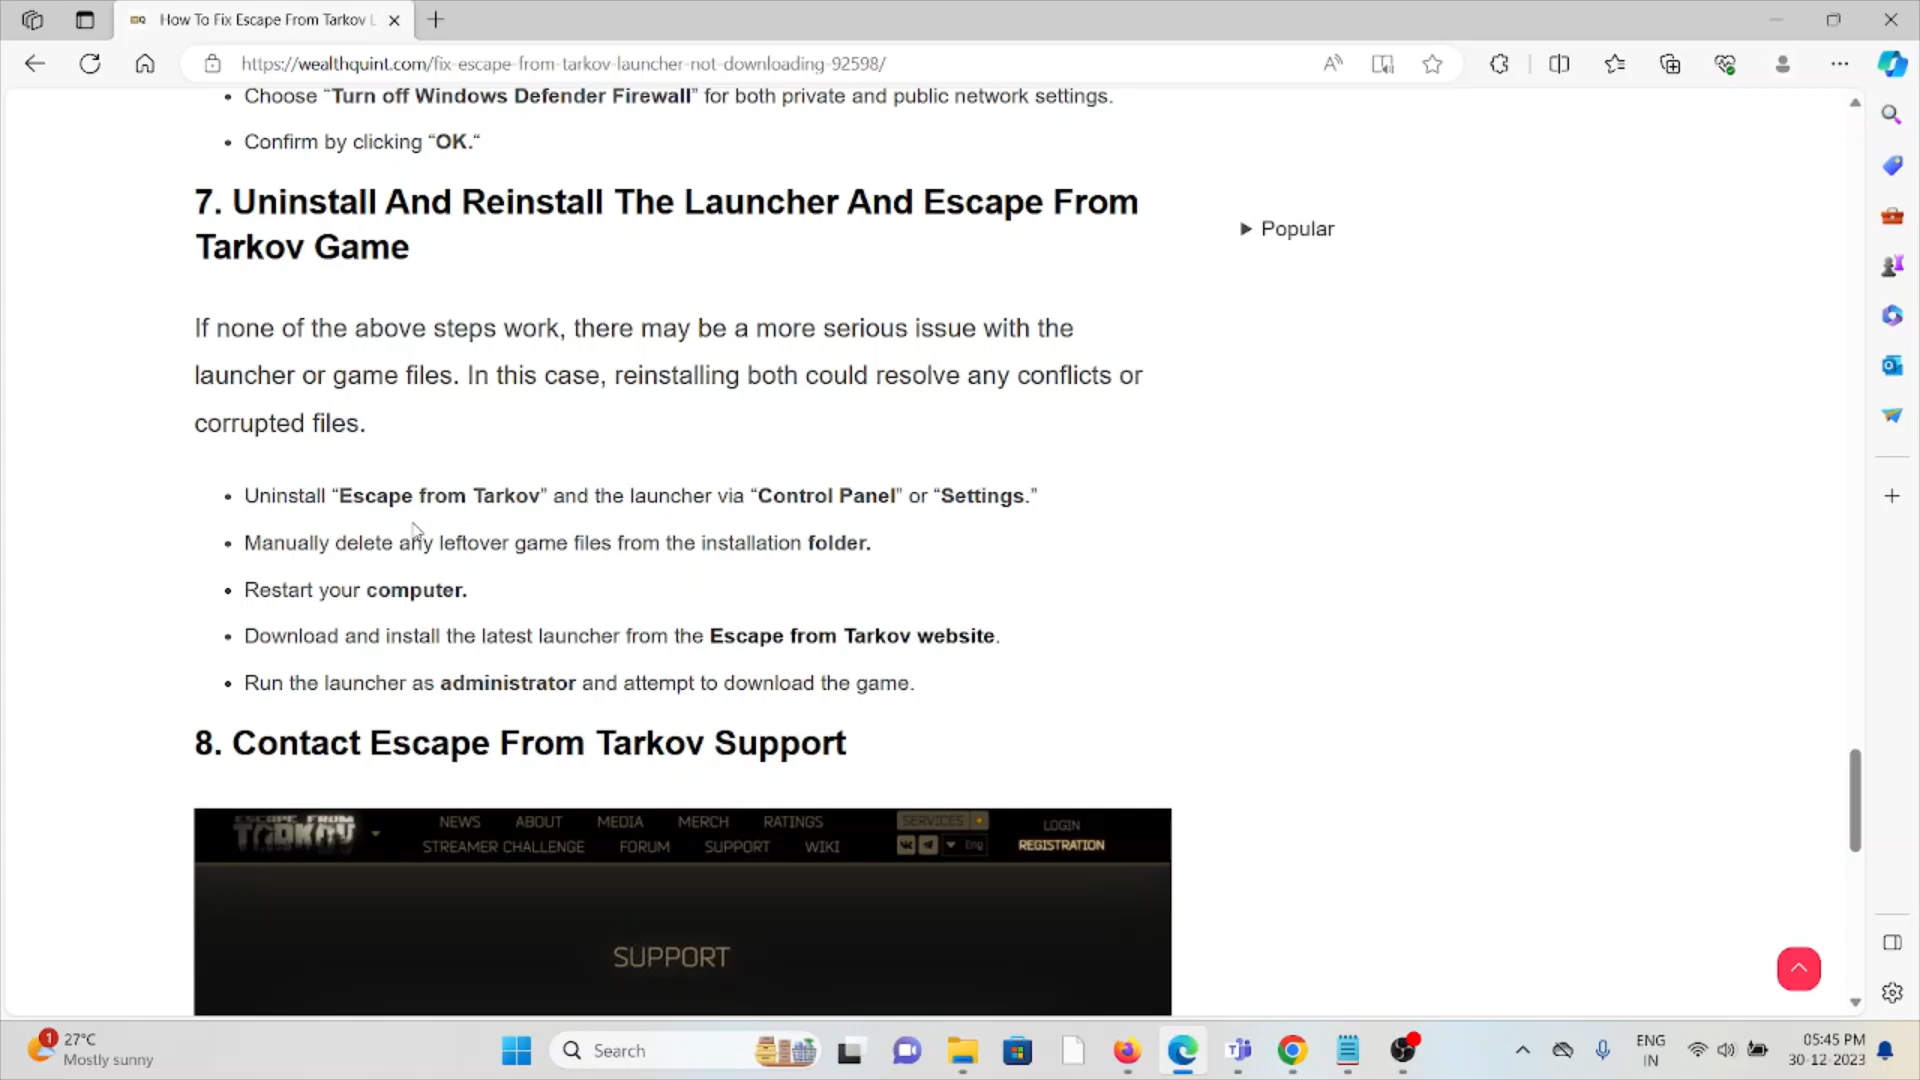 How To Fix Escape From Tarkov L
https://wealthquint.com/fix-escape-from-tarkov-launcher-not-downloading-92598/
• Choose “Turn off Windows Defender Firewall” for both private and public network settings.
• Confirm by clicking “OK.“
7. Uninstall And Reinstall The Launcher And Escape From
Tarkov Game
Popular
If none of the above steps work, there may be a more serious issue with the
launcher or game files. In this case, reinstalling both could resolve any conflicts or
corrupted files.
• Uninstall “Escape from Tarkov” and the launcher via “Control Panel” or “Settings.”
• Manually delete any leftover game files from the installation folder.
• Restart your computer.
• Download and install the latest launcher from the Escape from Tarkov website.
• Run the launcher as administrator and attempt to download the game.
8. Contact Escape From Tarkov Support
ESCAPE FROM
TARKOV
NEWS ABOUT MEDIA MERCH RATINGS
STREAMER CHALLENGE FORUM SUPPORT WIKI
SERVICES
Eng
LOGIN
REGISTRATION
SUPPORT
1
27°C
Mostly sunny
Search
ENG
IN
05:45 PM
30-12-2023